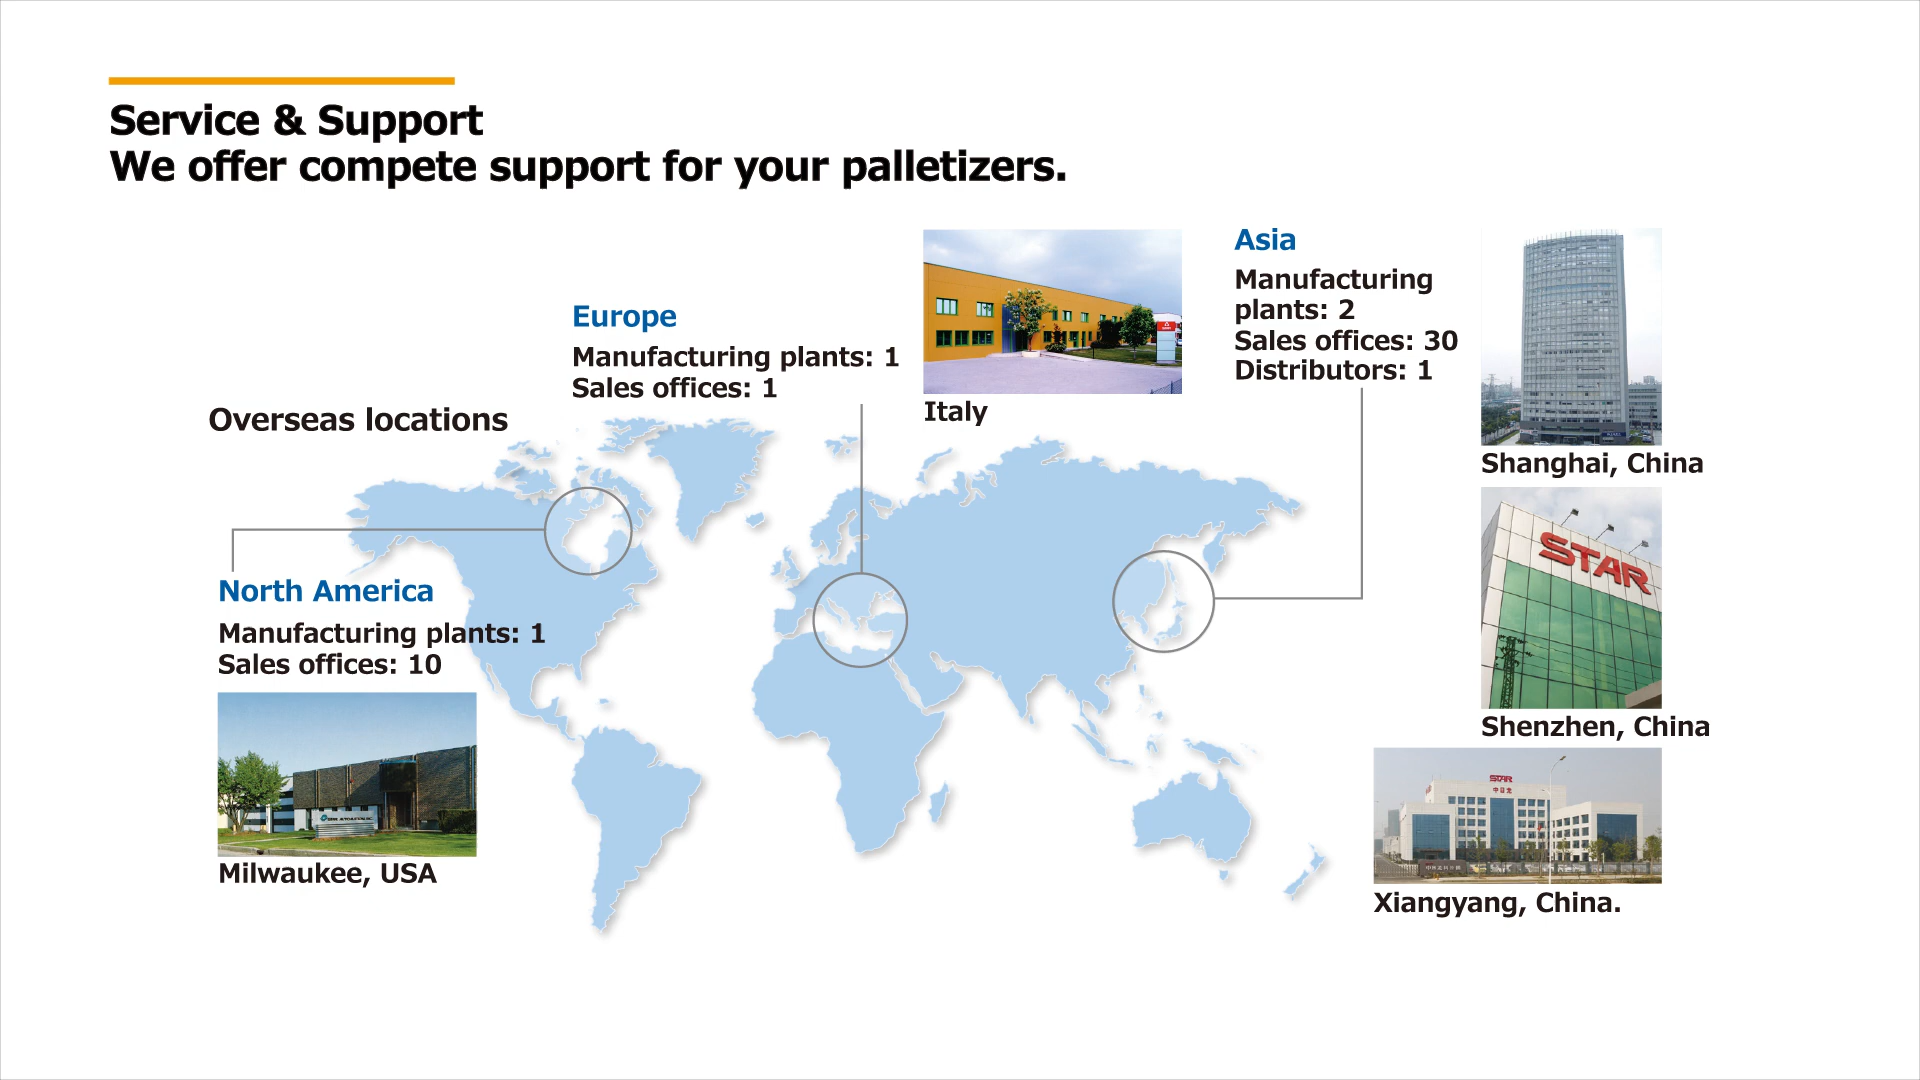 Service & Support
We offer compete support for your palletizers.
Overseas locations
North America
Manufacturing plants: 1
Sales offices: 10
Milwaukee, USA
Europe
Manufacturing plants: 1
Sales offices: 1
Italy
Asia
Manufacturing
plants: 2
Sales offices: 30
Distributors: 1
Shanghai, China
STAR
Shenzhen, China
STAR
Xiangyang, China.